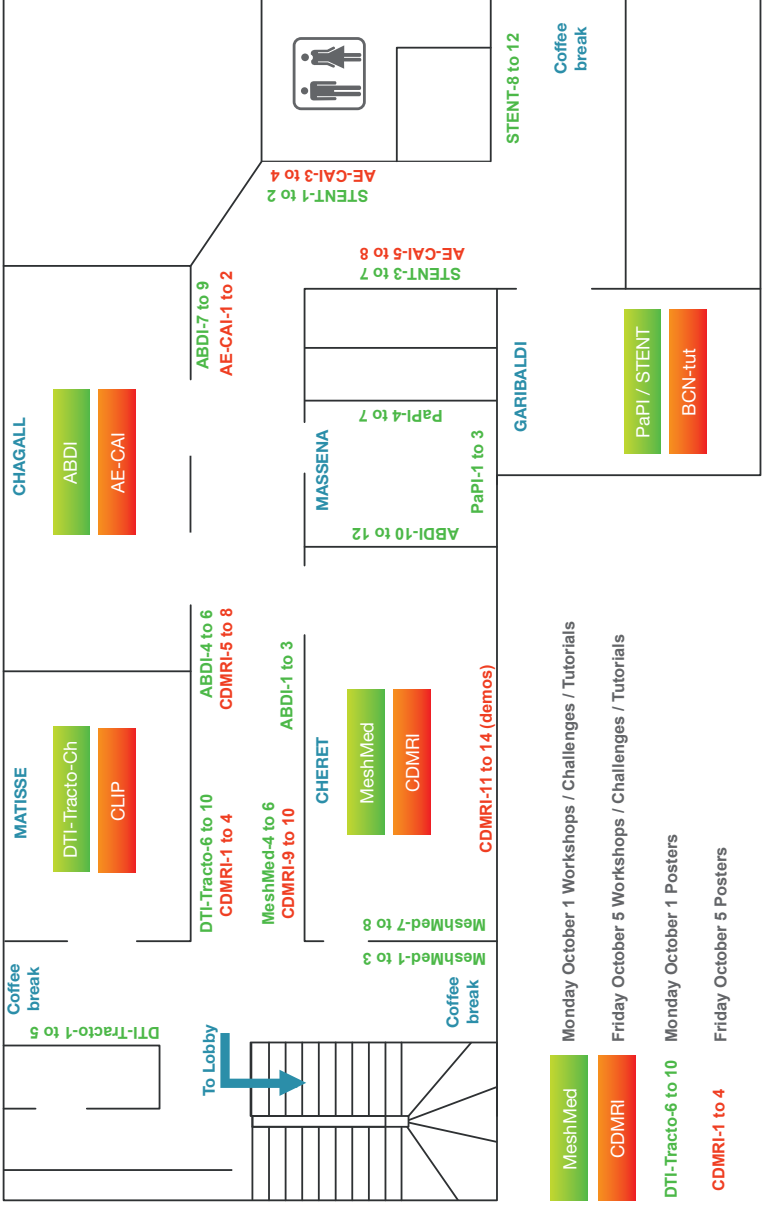 MATISSE
DTI-Tracto-Ch
CLIP
CHAGALL
ABDI
AE-CAI
Coffee
break
DTI-Tracto-1 to 5
To Lobby
DTI-Tracto-6 to 10
CDMRI-1 to 4
ABDI-4 to 6
CDMRI-5 to 8
ABDI-7 to 9
AE-CAI-1 to 2
STENT-1 to 2
AE-CAI-3 to 4
MeshMed-4 to 6
CDMRI-9 to 10
ABDI-1 to 3
CHERET
MeshMed
CDMRI
CDMRI-11 to 14 (demos)
MeshMed-7 to 8
MeshMed-1 to 3
Coffee
break
MASSENA
ABDI-10 to 12
PaPI-1 to 3
PaPI-4 to 7
STENT-3 to 7
AE-CAI-5 to 8
STENT-8 to 12
Coffee
break
GARIBALDI
PaPI / STENT
BCN-tut
MeshMed
Monday October 1 Workshops / Challenges / Tutorials
CDMRI
Friday October 5 Workshops / Challenges / Tutorials
DTI-Tracto-6 to 10
Monday October 1 Posters
CDMRI-1 to 4
Friday October 5 Posters